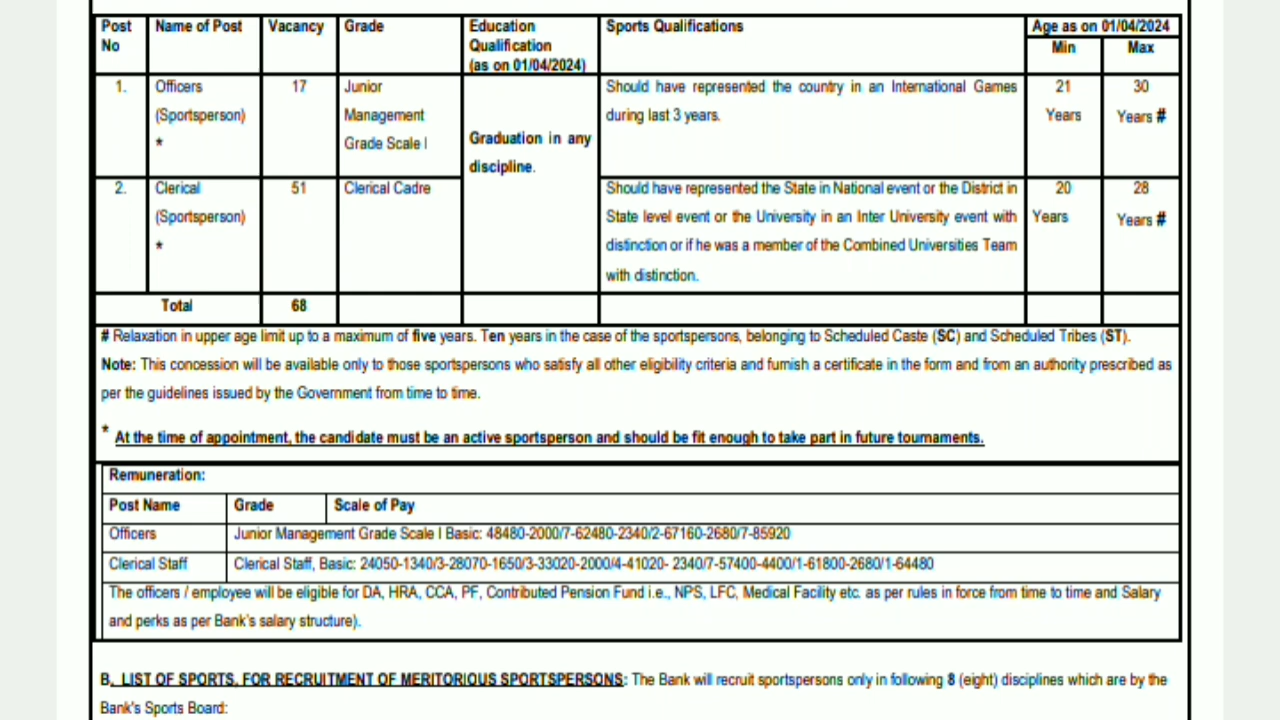 Post No | Name of Post | Vacancy | Grade | Education Qualification (as on 01/04/2024) | Sports Qualifications | Age as on 01/04/2024
Min | Max
1. | Officers (Sportsperson) * | 17 | Junior Management Grade Scale I | Graduation in any discipline. | Should have represented the country in an International Games during last 3 years. | 21 Years | 30 Years #
2. | Clerical (Sportsperson) * | 51 | Clerical Cadre | Should have represented the State in National event or the District in State level event or the University in an Inter University event with distinction or if he was a member of the Combined Universities Team with distinction. | 20 Years | 28 Years #
Total | 68
# Relaxation in upper age limit up to a maximum of five years. Ten years in the case of the sportspersons, belonging to Scheduled Caste (SC) and Scheduled Tribes (ST).
Note: This concession will be available only to those sportspersons who satisfy all other eligibility criteria and furnish a certificate in the form and from an authority prescribed as
per the guidelines issued by the Government from time to time.
* At the time of appointment, the candidate must be an active sportsperson and should be fit enough to take part in future tournaments.
Remuneration:
Post Name | Grade | Scale of Pay
Officers | Junior Management Grade Scale I Basic: 48480-2000/7-62480-2340/2-67160-2680/7-85920
Clerical Staff | Clerical Staff, Basic: 24050-1340/3-28070-1650/3-33020-2000/4-41020- 2340/7-57400-4400/1-61800-2680/1-64480
The officers / employee will be eligible for DA, HRA, CCA, PF, Contributed Pension Fund i.e., NPS, LFC, Medical Facility etc. as per rules in force from time to time and Salary
and perks as per Bank's salary structure).
B. LIST OF SPORTS, FOR RECRUITMENT OF MERITORIOUS SPORTSPERSONS: The Bank will recruit sportspersons only in following 8 (eight) disciplines which are by the
Bank's Sports Board: